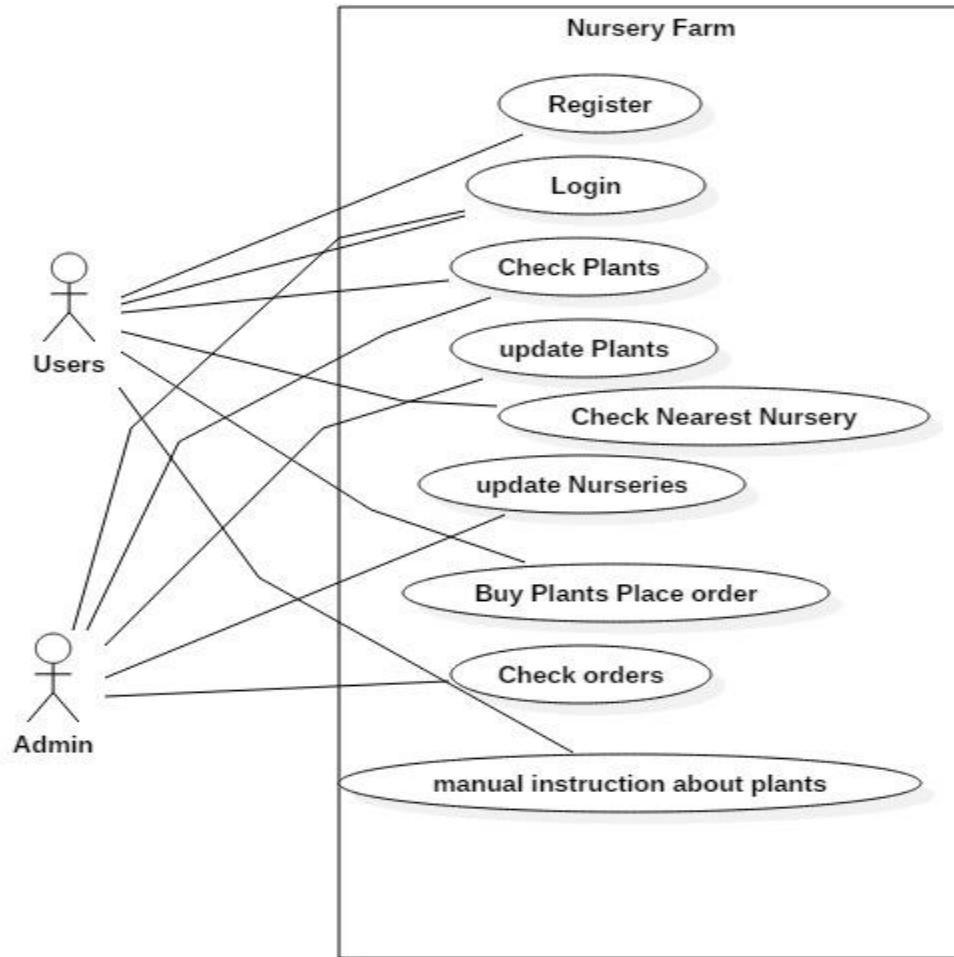 Nursery Farm
Register
Login
Check Plants
Users
update Plants
Check Nearest Nursery
update Nurseries
Buy Plants Place order
Check orders
Admin
manual instruction about plants